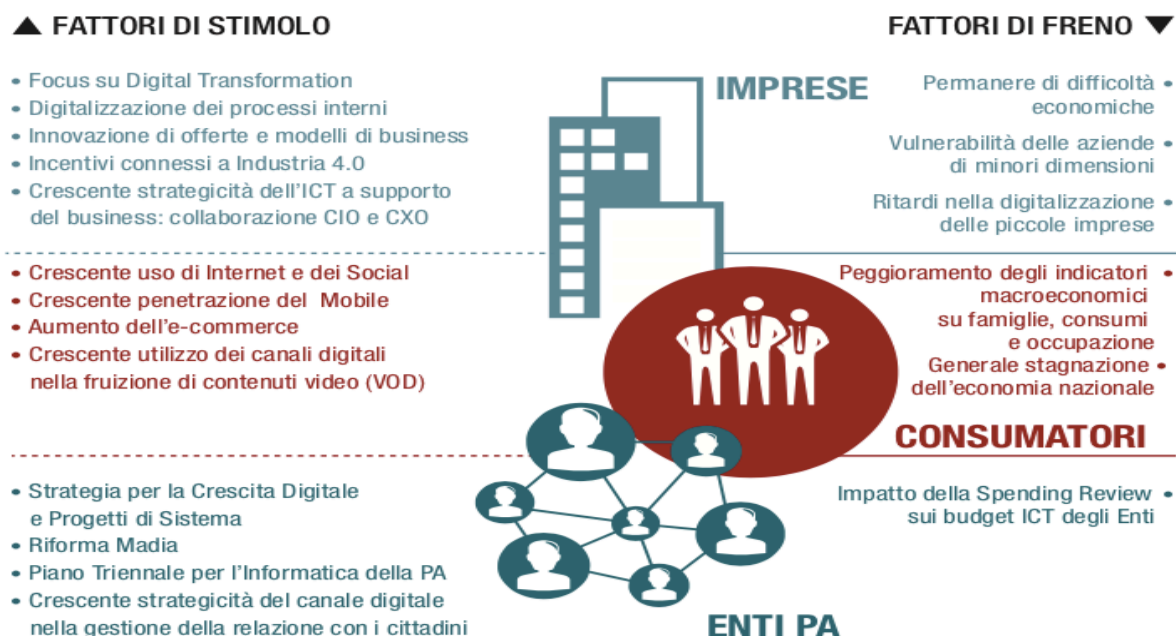 ▲ FATTORI DI STIMOLO
FATTORI DI FRENO ▼
IMPRESE
• Focus su Digital Transformation
• Digitalizzazione dei processi interni
• Innovazione di offerte e modelli di business
• Incentivi connessi a Industria 4.0
• Crescente strategicità dell'ICT a supporto
del business: collaborazione CIO e CXO
Permanere di difficoltà •
economiche
Vulnerabilità delle aziende •
di minori dimensioni
Ritardi nella digitalizzazione •
delle piccole imprese
• Crescente uso di Internet e dei Social
• Crescente penetrazione del Mobile
• Aumento dell'e-commerce
• Crescente utilizzo dei canali digitali
nella fruizione di contenuti video (VOD)
Peggioramento degli indicatori •
macroeconomici
su famiglie, consumi
e occupazione
Generale stagnazione •
dell'economia nazionale
CONSUMATORI
• Strategia per la Crescita Digitale
e Progetti di Sistema
• Riforma Madia
• Piano Triennale per l'Informatica della PA
• Crescente strategicità del canale digitale
nella gestione della relazione con i cittadini
Impatto della Spending Review •
sui budget ICT degli Enti
ENTI PA